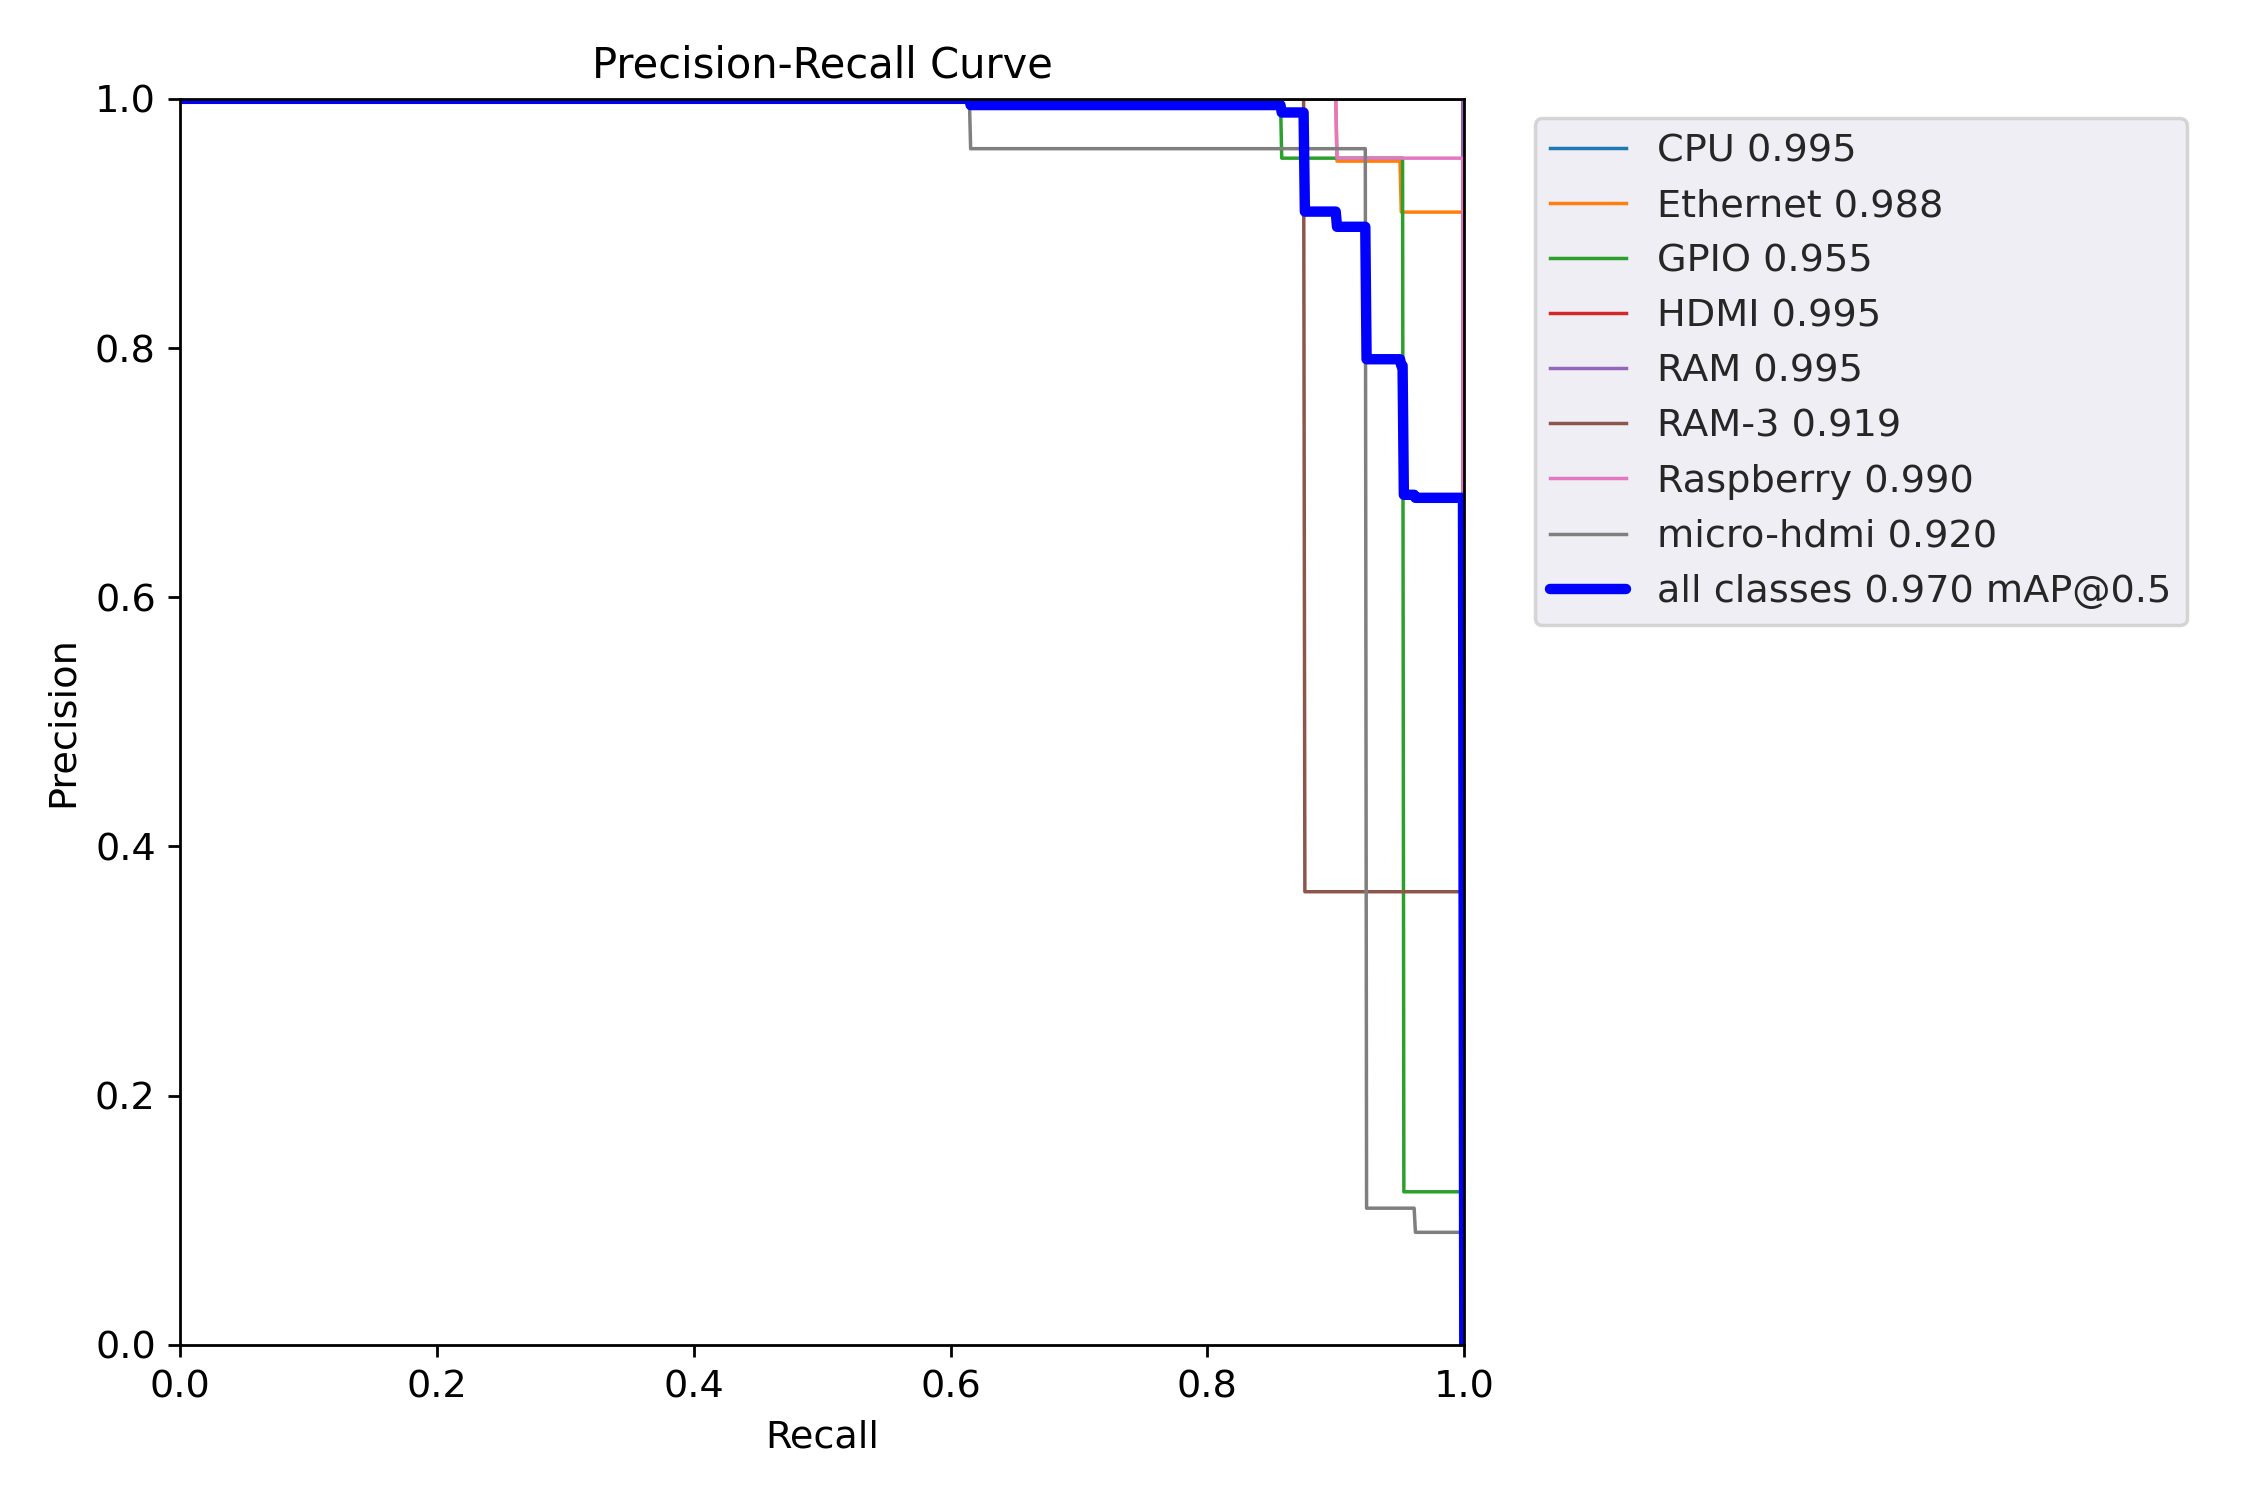 Precision-Recall Curve
1.0
0.8
0.6
0.4
0.2
0.0
Precision
0.0 0.2 0.4 0.6 0.8 1.0
Recall
CPU 0.995
Ethernet 0.988
GPIO 0.955
HDMI 0.995
RAM 0.995
RAM-3 0.919
Raspberry 0.990
micro-hdmi 0.920
all classes 0.970 mAP@0.5